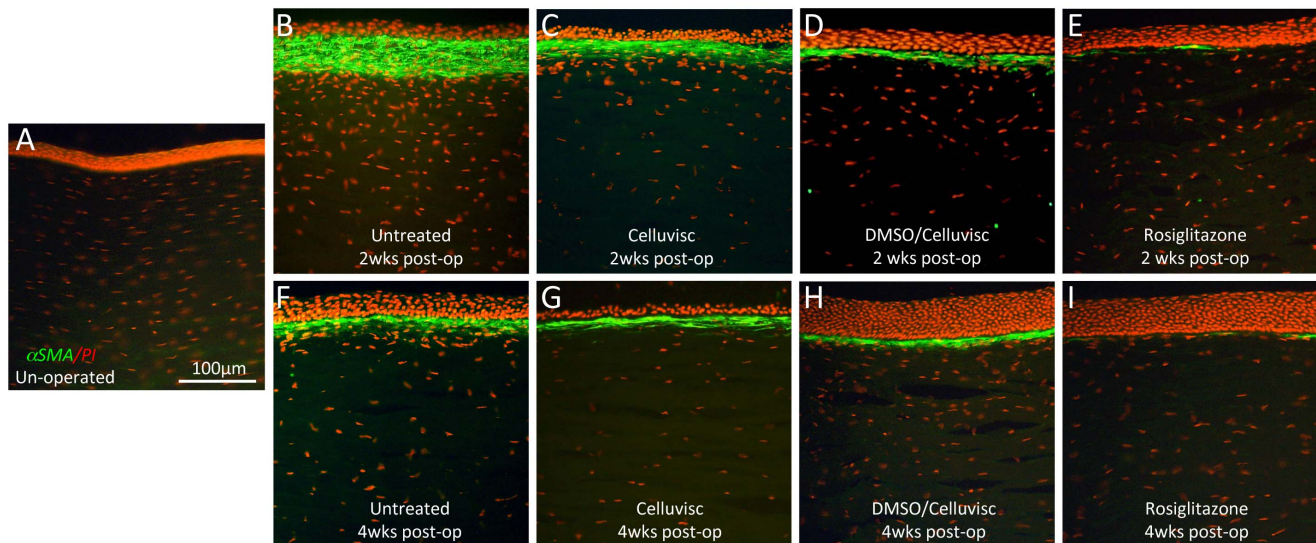 A
αSMA/PI
Un-operated
100μm
B
Untreated
2wks post-op
C
Celluvisc
2wks post-op
D
DMSO/Celluvisc
2 wks post-op
E
Rosiglitazone
2 wks post-op
F
Untreated
4wks post-op
G
Celluvisc
4wks post-op
H
DMSO/Celluvisc
4wks post-op
I
Rosiglitazone
4wks post-op